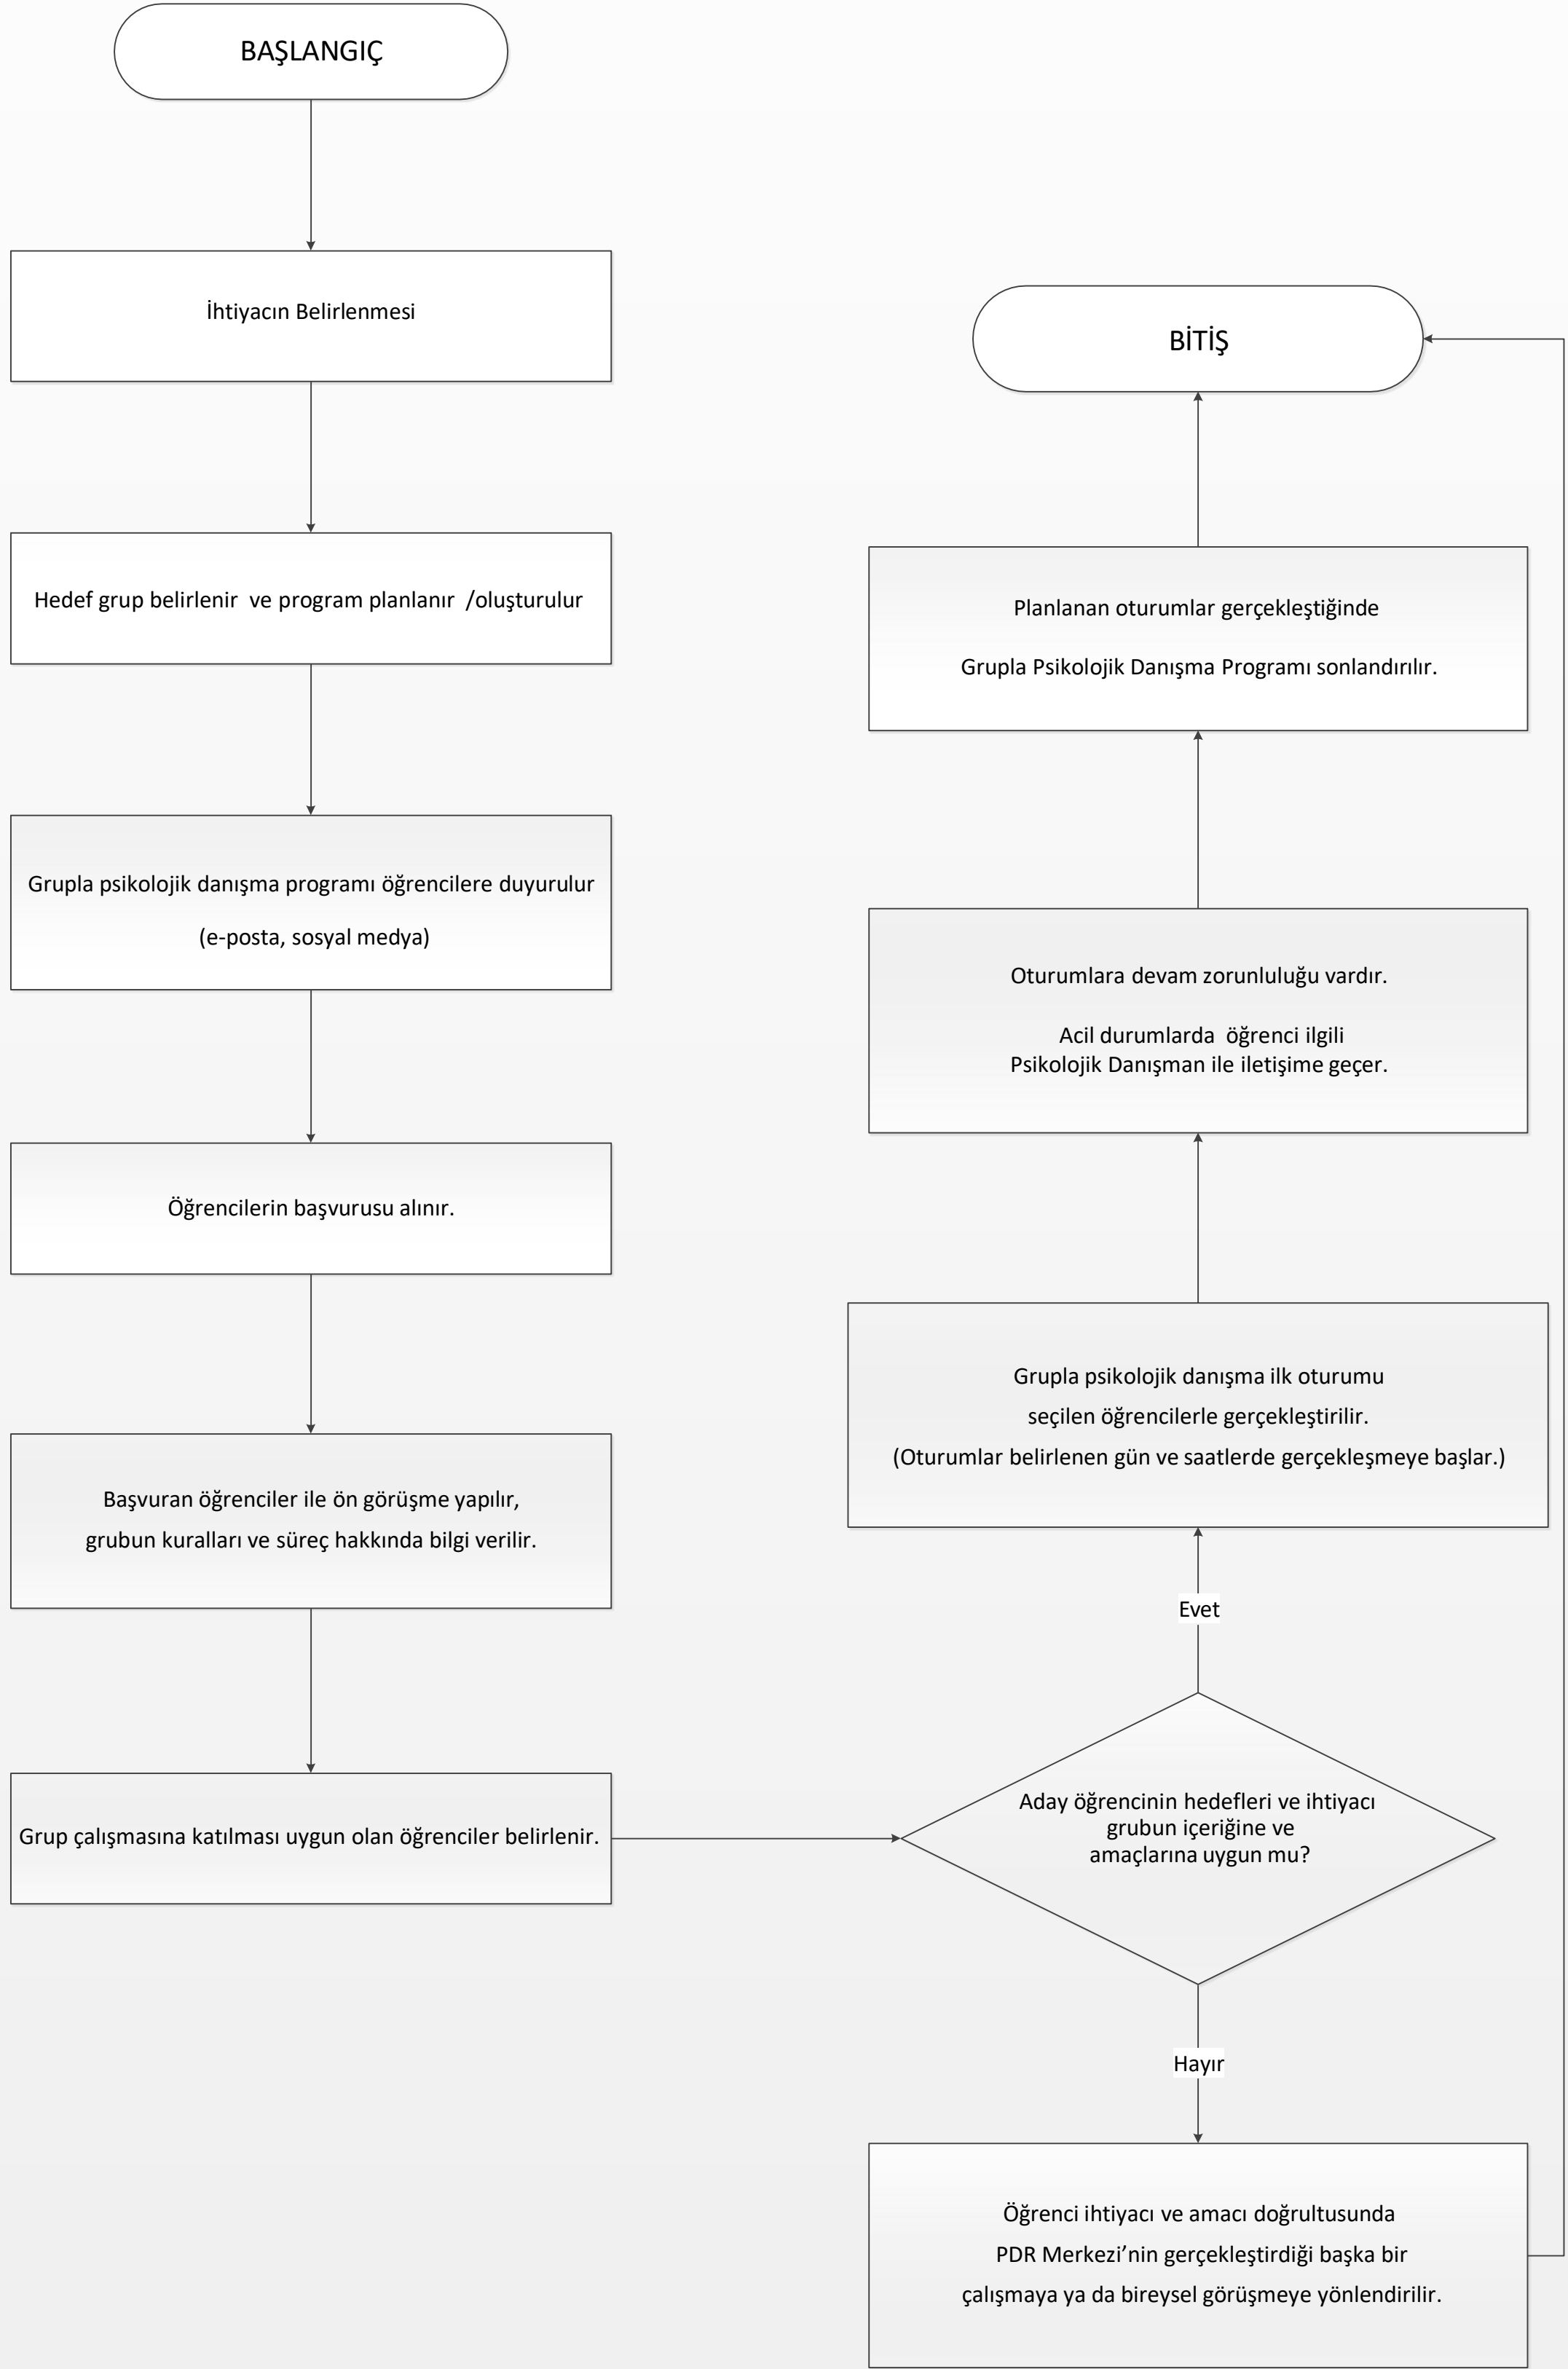 BAŞLANGIÇ
İhtiyacın Belirlenmesi
Hedef grup belirlenir ve program planlanır /oluşturulur
Grupla psikolojik danışma programı öğrencilere duyurulur
(e-posta, sosyal medya)
Öğrencilerin başvurusu alınır.
Başvuran öğrenciler ile ön görüşme yapılır,
grubun kuralları ve süreç hakkında bilgi verilir.
Grup çalışmasına katılması uygun olan öğrenciler belirlenir.
Aday öğrencinin hedefleri ve ihtiyacı
grubun içeriğine ve
amaçlarına uygun mu?
Evet
Grupla psikolojik danışma ilk oturumu
seçilen öğrencilerle gerçekleştirilir.
(Oturumlar belirlenen gün ve saatlerde gerçekleşmeye başlar.)
Oturumlara devam zorunluluğu vardır.
Acil durumlarda öğrenci ilgili
Psikolojik Danışman ile iletişime geçer.
Planlanan oturumlar gerçekleştiğinde
Grupla Psikolojik Danışma Programı sonlandırılır.
BİTİŞ
Hayır
Öğrenci ihtiyacı ve amacı doğrultusunda
PDR Merkezi’nin gerçekleştirdiği başka bir
çalışmaya ya da bireysel görüşmeye yönlendirilir.